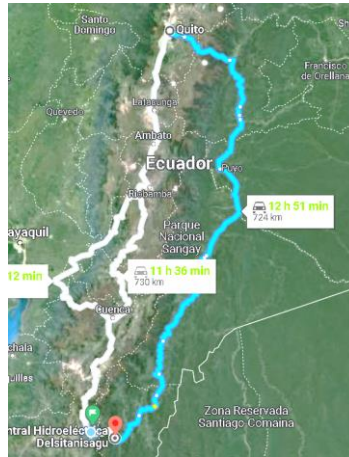 Santo
Domingo
Quito
Francisco
de Orellana
Latacunga
Quevedo
Ambato
Ecuador
Puyo
Riobamba
12 h 51 min
724 km
Parque
Nacional
Sangay
ayaquil
12 min
11 h 36 min
730 km
Cuenca
chala
quillas
ntral Hidroeléctrica
Delsitanisagu
Zona Reservada
Santiago Comaina